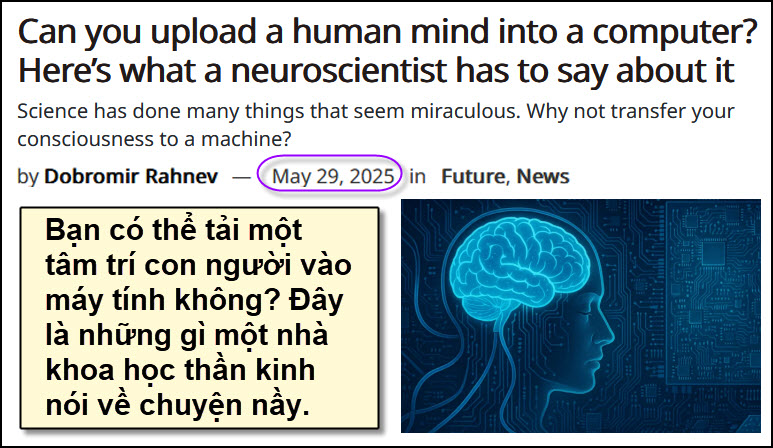 Can you upload a human mind into a computer?
Here’s what a neuroscientist has to say about it
Science has done many things that seem miraculous. Why not transfer your
consciousness to a machine?
by Dobromir Rahnev — May 29, 2025 in Future, News
Bạn có thể tải một
tâm trí con người vào
máy tính không? Đây
là những gì một nhà
khoa học thần kinh
nói về chuyện nầy.